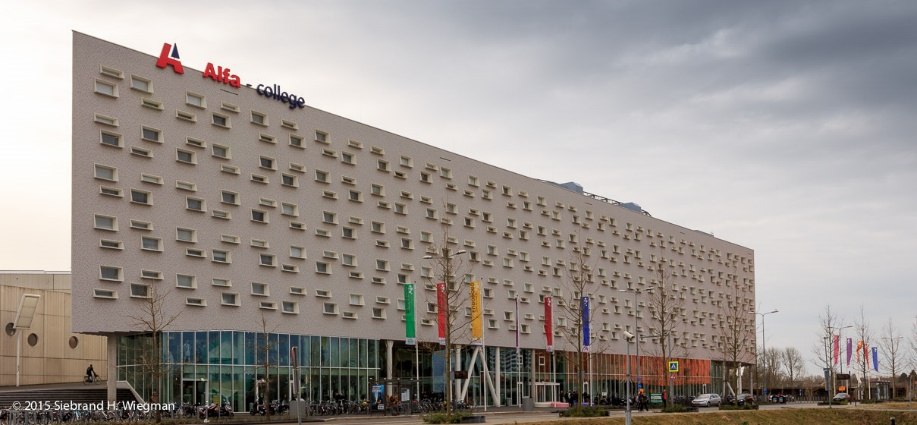 Alfa - college
© 2015 Siebrand H. Wiegman